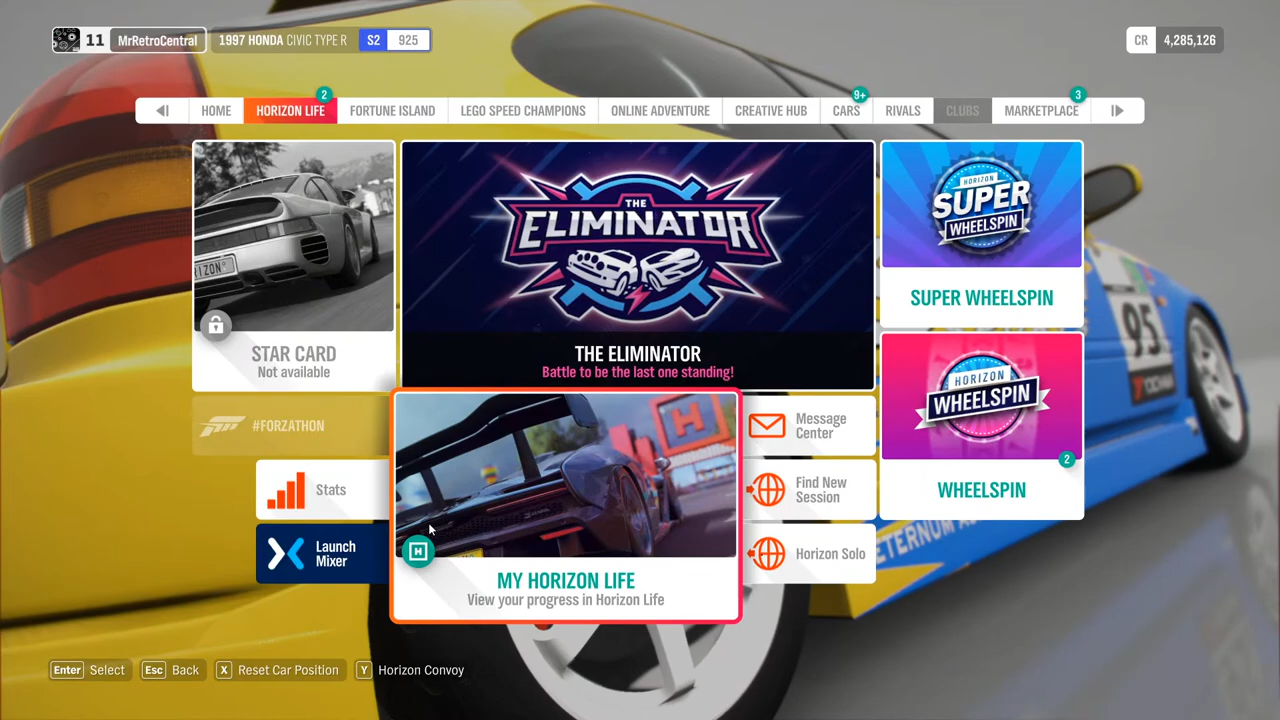 11 MrRetroCentral 1997 HONDA CIVIC TYPE R S2 925 CR 4,285,126
2 9+ 3
HOME HORIZON LIFE FORTUNE ISLAND LEGO SPEED CHAMPIONS ONLINE ADVENTURE CREATIVE HUB CARS RIVALS CLUBS MARKETPLACE
STAR CARD
Not available
THE
ELIMINATOR
THE ELIMINATOR
Battle to be the last one standing!
HORIZON
SUPER
WHEELSPIN
SUPER WHEELSPIN
#FORZATHON
Stats
Launch
Mixer
H
H
MY HORIZON LIFE
View your progress in Horizon Life
Message
Center
Find New
Session
Horizon Solo
HORIZON
WHEELSPIN
2
WHEELSPIN
95
Enter Select Esc Back X Reset Car Position Y Horizon Convoy